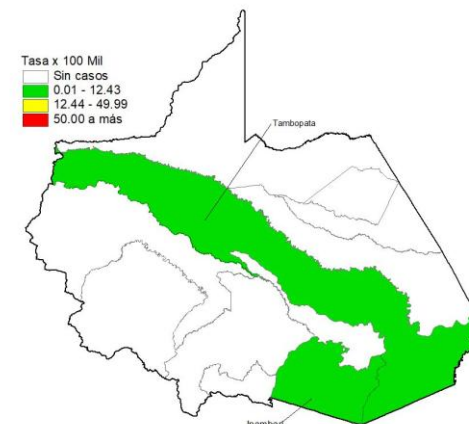 Tasa x 100 Mil
Sin casos
0.01 - 12.43
12.44 - 49.99
50.00 a más
Tambopata